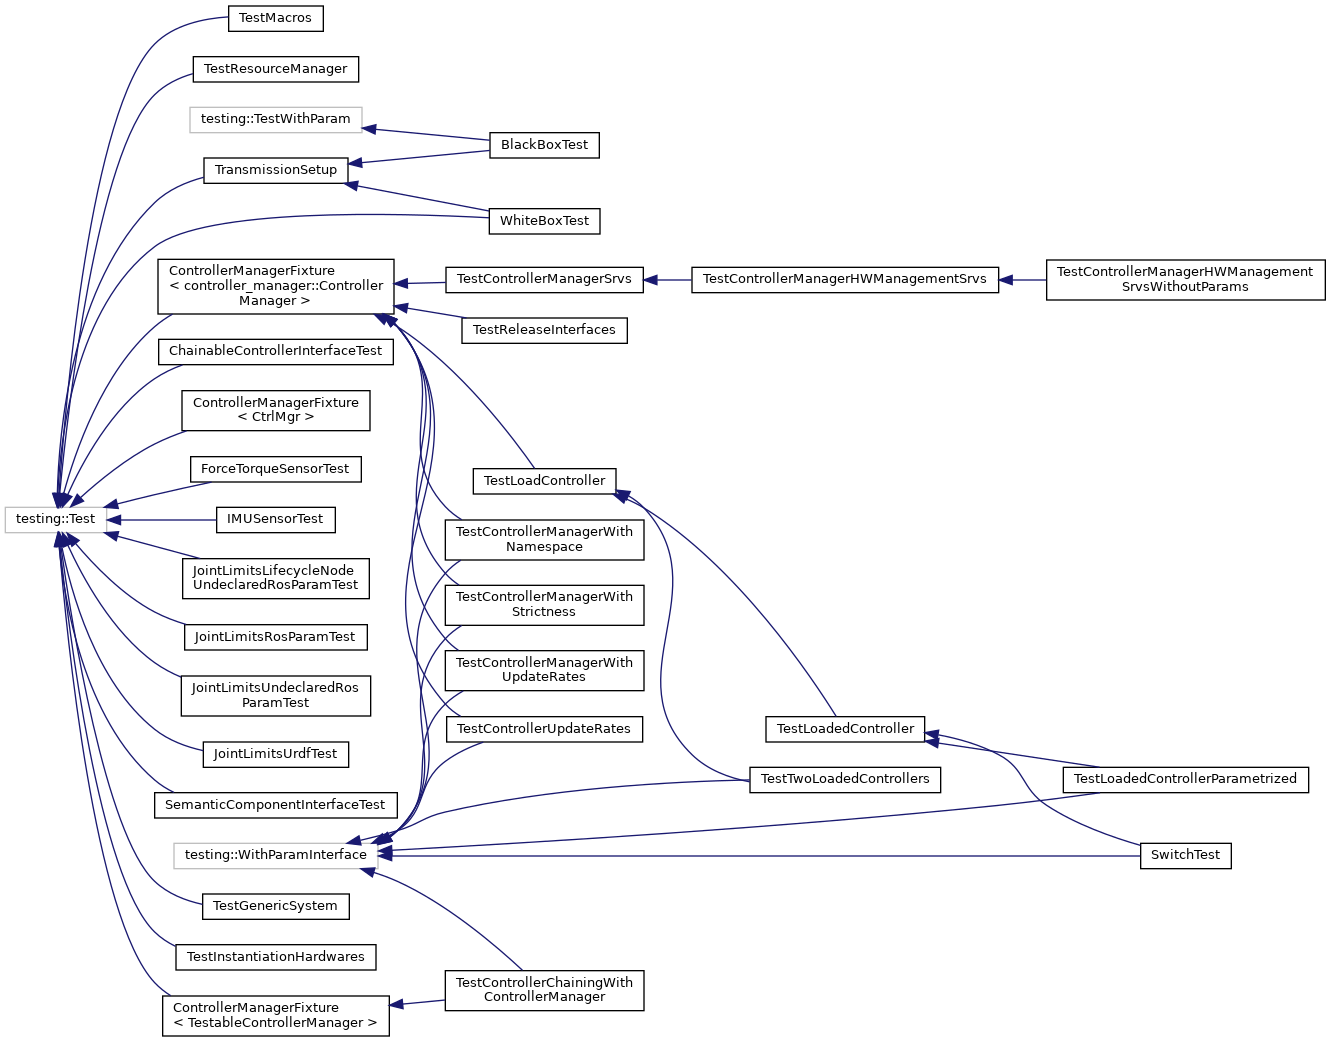 TestMacros
TestResourceManager
testing::TestWithParam
BlackBoxTest
TransmissionSetup
WhiteBoxTest
ControllerManagerFixture
< controller_manager::Controller
Manager >
TestControllerManagerSrvs
TestControllerManagerHWManagementSrvs
TestControllerManagerHWManagement
SrvsWithoutParams
TestReleaseInterfaces
ChainableControllerInterfaceTest
ControllerManagerFixture
< CtrlMgr >
ForceTorqueSensorTest
TestLoadController
testing::Test
IMUSensorTest
TestControllerManagerWith
Namespace
JointLimitsLifecycleNode
UndeclaredRosParamTest
TestControllerManagerWith
Strictness
JointLimitsRosParamTest
TestControllerManagerWith
UpdateRates
JointLimitsUndeclaredRos
ParamTest
TestControllerUpdateRates
TestLoadedController
JointLimitsUrdfTest
TestTwoLoadedControllers
TestLoadedControllerParametrized
SemanticComponentInterfaceTest
testing::WithParamInterface
SwitchTest
TestGenericSystem
TestInstantiationHardwares
TestControllerChainingWith
ControllerManager
ControllerManagerFixture
< TestableControllerManager >